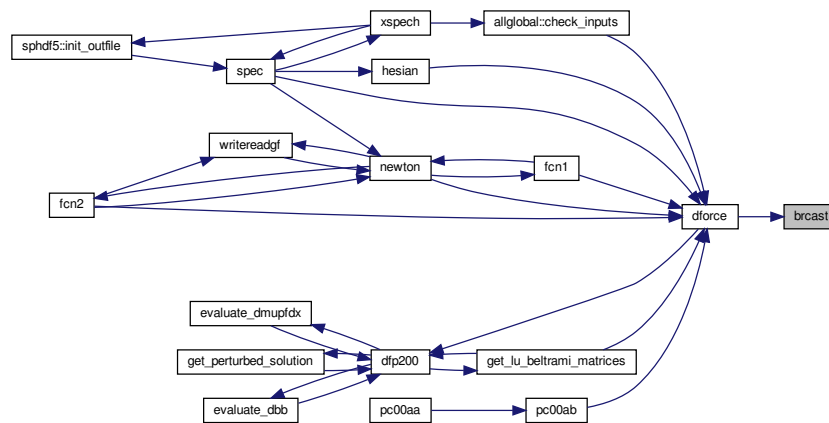 xspech
allglobal::check_inputs
sphdf5::init_outfile
spec
hesian
writereadgf
newton
fcn1
fcn2
dforce
brcast
evaluate_dmupfdx
get_perturbed_solution
dfp200
get_lu_beltrami_matrices
evaluate_dbb
pc00aa
pc00ab